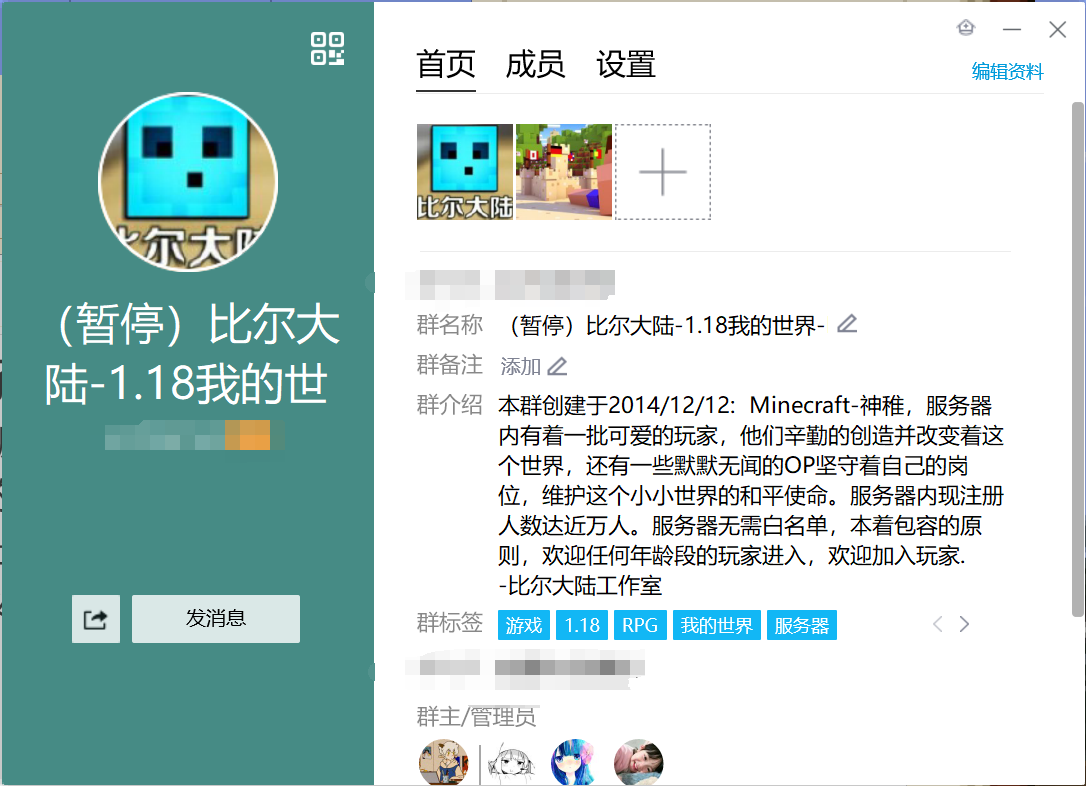 首页 成员 设置
编辑资料
比尔大陆
比尔大陆
（暂停）比尔大
陆-1.18我的世
发消息
群名称 （暂停）比尔大陆-1.18我的世界-
群备注 添加
群介绍 本群创建于2014/12/12：Minecraft-神稚，服务器
内有着一批可爱的玩家，他们辛勤的创造并改变着这
个世界，还有一些默默无闻的OP坚守着自己的岗
位，维护这个小小世界的和平使命。服务器内现注册
人数达近万人。服务器无需白名单，本着包容的原
则，欢迎任何年龄段的玩家进入，欢迎加入玩家.
-比尔大陆工作室
群标签 游戏 1.18 RPG 我的世界 服务器
群主/管理员